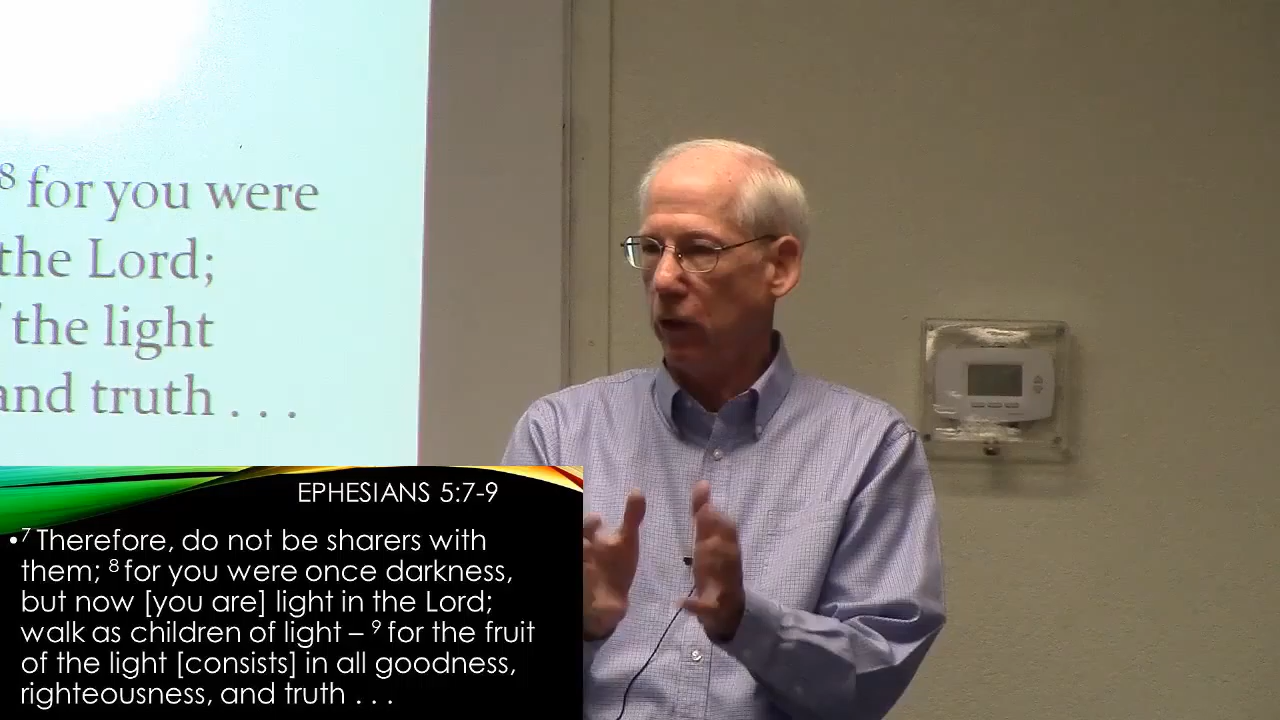 8 for you were
the Lord;
the light
and truth . . .
EPHESIANS 5:7-9
•7 Therefore, do not be sharers with
them; 8 for you were once darkness,
but now [you are] light in the Lord;
walk as children of light – 9 for the fruit
of the light [consists] in all goodness,
righteousness, and truth . . .